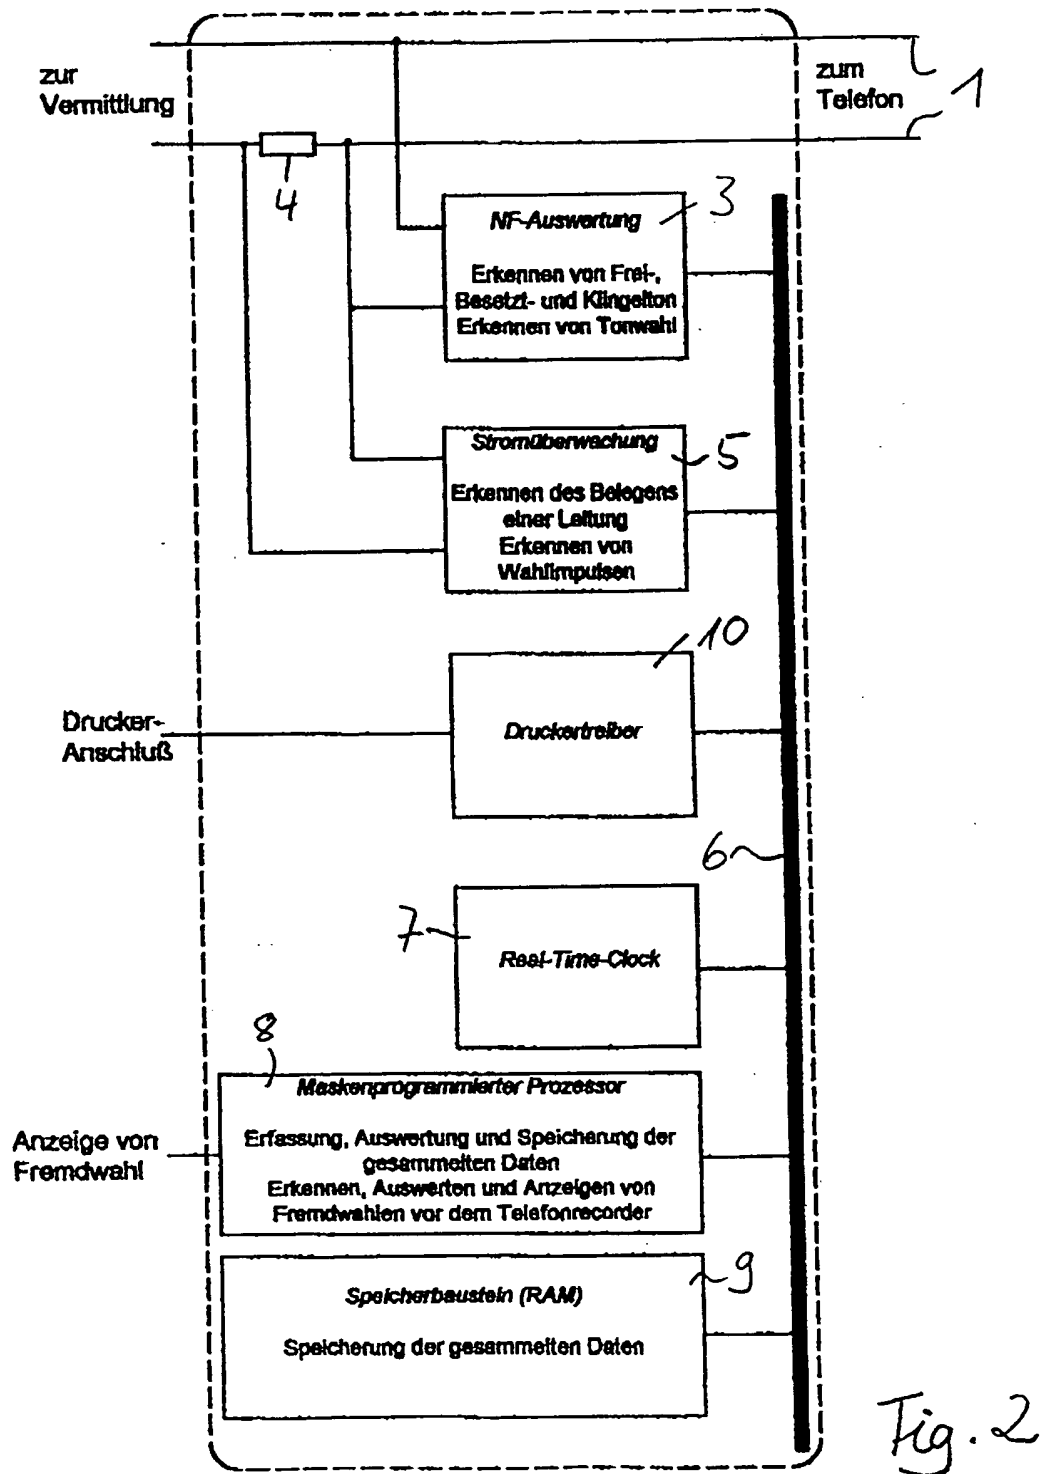 zur
Vermittlung
zum
Telefon
1
4
NF-Auswertung
3
Erkennen von Frei-,
Besetzt- und Klingelton
Erkennen von Tonwahl
Stromüberwachung
5
Erkennen des Belegens
einer Leitung
Erkennen von
Wahlimpulsen
10
Drucker-
Anschluß
Druckertreiber
6
7
Real-Time-Clock
8
Maskenprogrammierter Prozessor
Anzeige von
Fremdwahl
Erfassung, Auswertung und Speicherung der
gesammelten Daten
Erkennen, Auswerten und Anzeigen von
Fremdwahlen vor dem Telefonrecorder
9
Speicherbaustein (RAM)
Speicherung der gesammelten Daten
Fig. 2